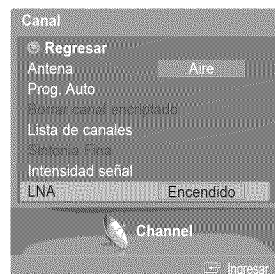 Canal
Regresar
Antena Aire
Prog. Auto
Borrar canal encriptado
Lista de canales
Sintonía Fina
Intensidad señal
LNA Encendido
Channel
Ingresar